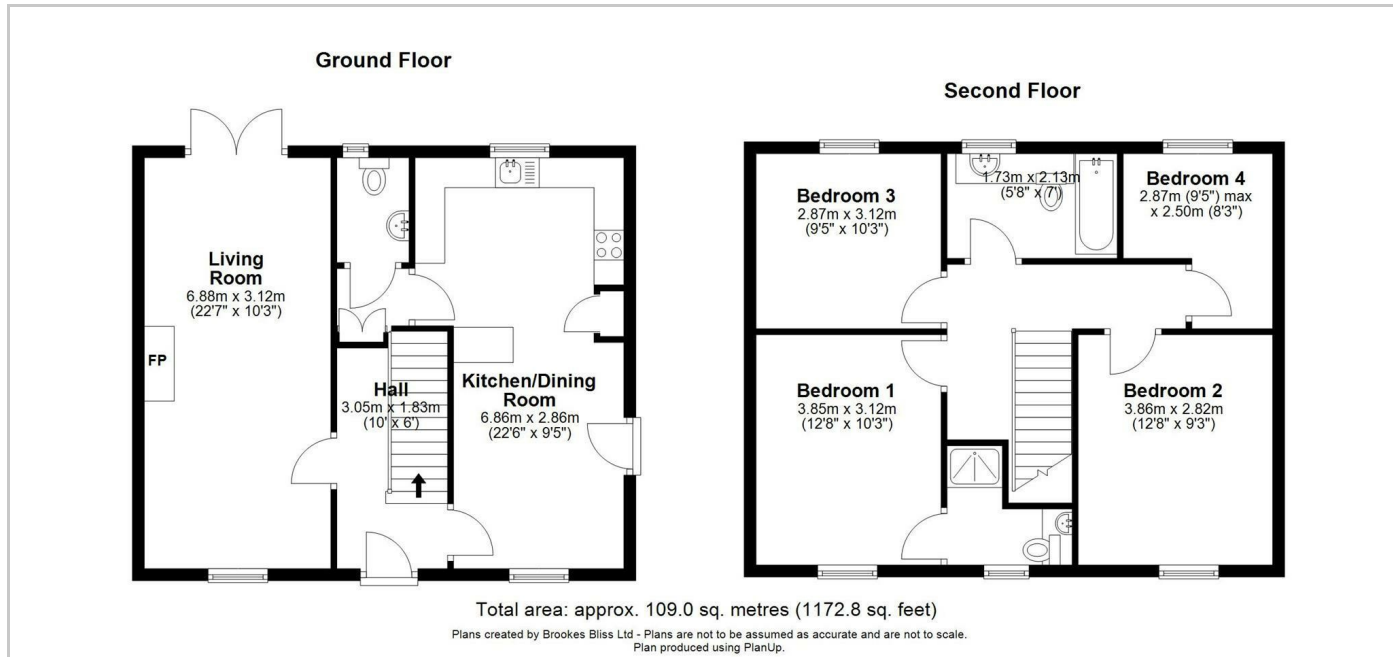 Ground Floor
Second Floor
Living
Room
6.88m x 3.12m
(22'7" x 10'3")
FP
Hall
3.05m x 1.83m
(10' x 6')
Kitchen/Dining
Room
6.86m x 2.86m
(22'6" x 9'5")
Bedroom 3
2.87m x 3.12m
(9'5" x 10'3")
1.73m x 2.13m
(5'8" x 7')
Bedroom 4
2.87m (9'5") max
x 2.50m (8'3")
Bedroom 1
3.85m x 3.12m
(12'8" x 10'3")
Bedroom 2
3.86m x 2.82m
(12'8" x 9'3")
Total area: approx. 109.0 sq. metres (1172.8 sq. feet)
Plans created by Brookes Bliss Ltd - Plans are not to be assumed as accurate and are not to scale.
Plan produced using PlanUp.